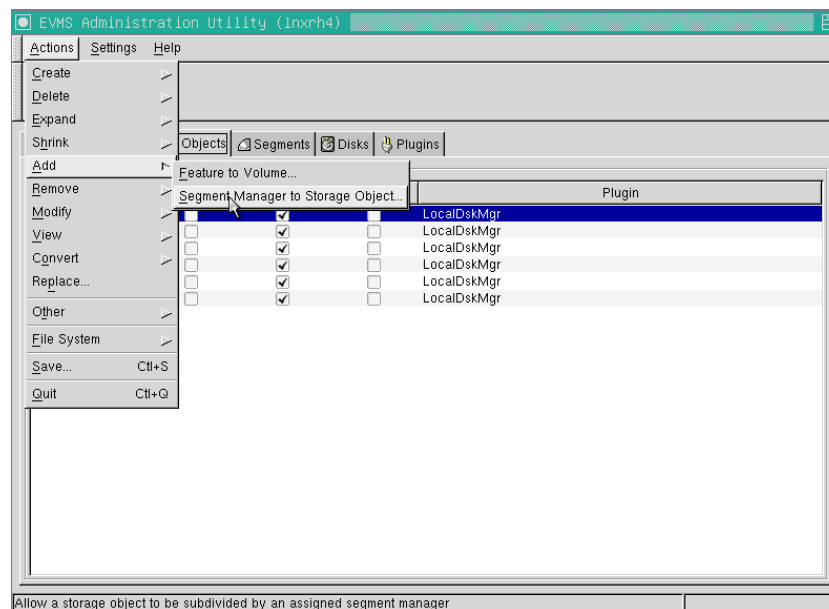 EVMS Administration Utility (lnxrh4)
Actions Settings Help
Create
Delete
Expand
Shrink
Objects Segments Disks Plugins
Add
Feature to Volume...
Remove
Segment Manager to Storage Object...
Plugin
Modify
LocalDskMgr
View
LocalDskMgr
Convert
LocalDskMgr
LocalDskMgr
Replace...
LocalDskMgr
LocalDskMgr
Other
File System
Save... Ctl+S
Quit Ctl+Q
Allow a storage object to be subdivided by an assigned segment manager